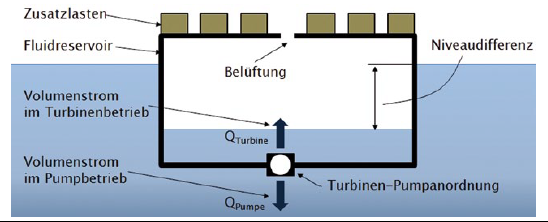 Zusatzlasten
Fluidreservoir
Niveaudifferenz
Belüftung
Volumenstrom
im Turbinenbetrieb
QTurbine
Volumenstrom
im Pumpbetrieb
Turbinen-Pumpanordnung
QPumpe